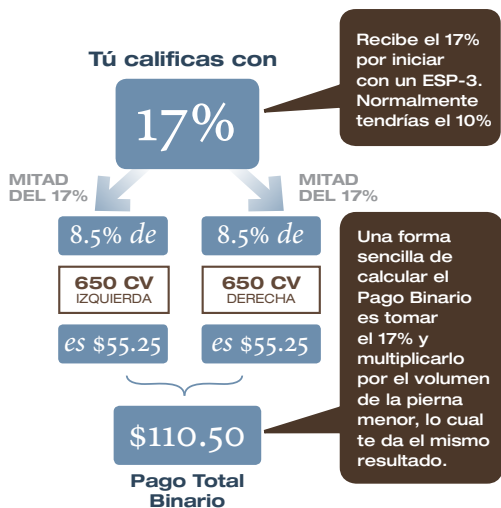 Tú calificas con
17%
Recibe el 17%
por iniciar
con un ESP-3.
Normalmente
tendrías el 10%
MITAD
DEL 17%
MITAD
DEL 17%
8.5% de
8.5% de
650 CV
IZQUIERDA
650 CV
DERECHA
es $55.25
es $55.25
Una forma
sencilla de
calcular el
Pago Binario
es tomar
el 17% y
multiplicarlo
por el volumen
de la pierna
menor, lo cual
te da el mismo
resultado.
$110.50
Pago Total
Binario